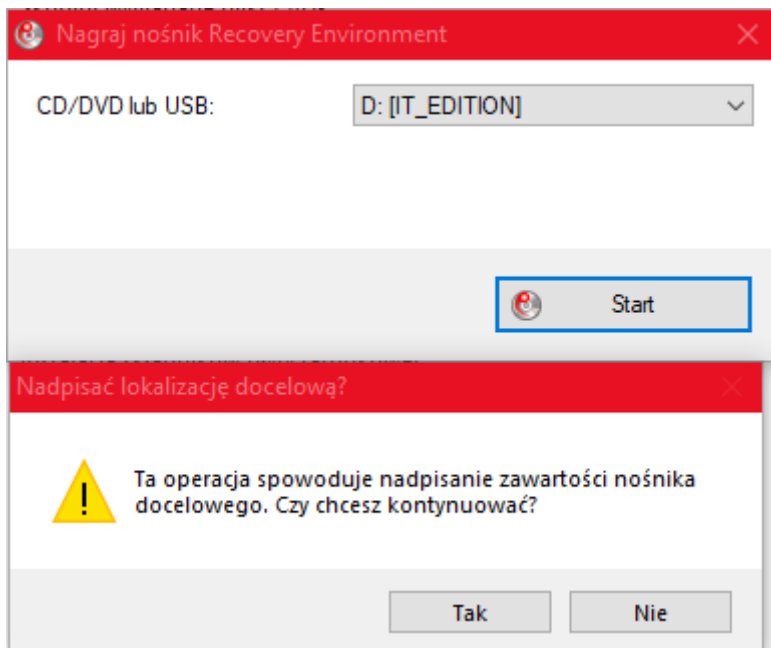 Nagraj nośnik Recovery Environment
CD/DVD lub USB:
D: [IT_EDITION]
Start
Nadpisać lokalizację docelową?
Ta operacja spowoduje nadpisanie zawartości nośnika
docelowego. Czy chcesz kontynuować?
Tak
Nie